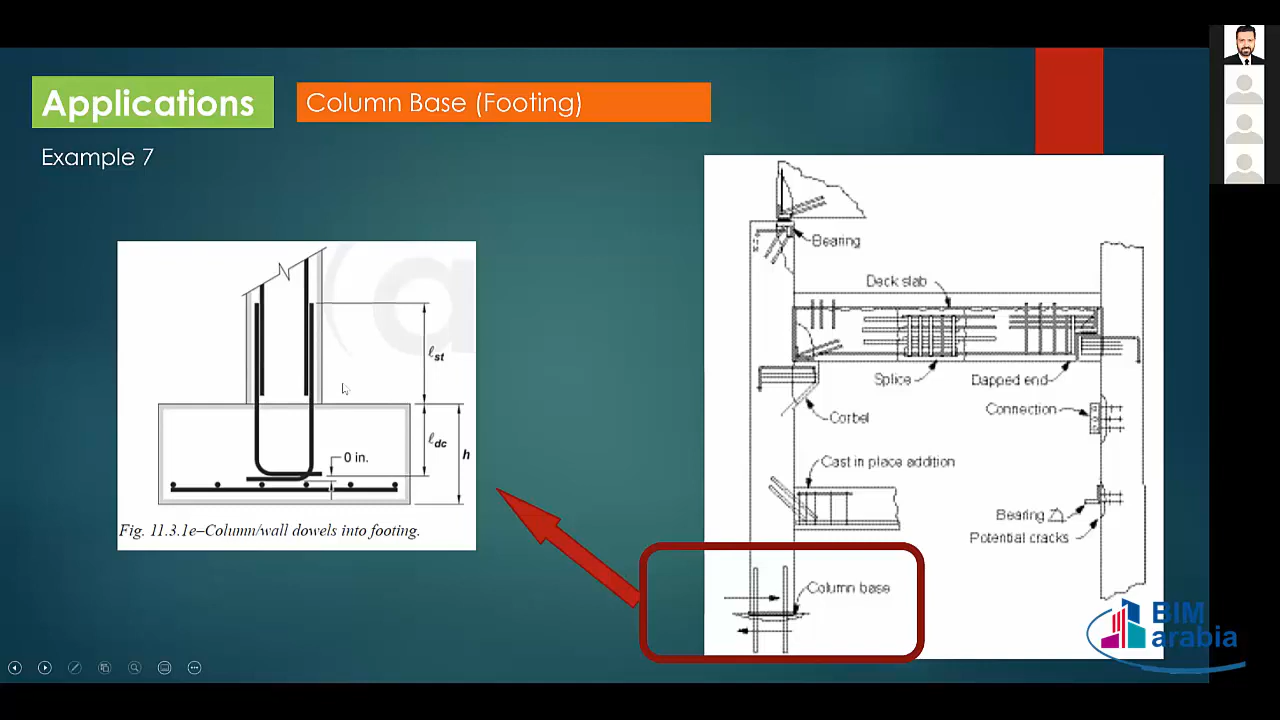 Applications
Column Base (Footing)
Example 7
ℓst
ℓdc
h
0 in.
Fig. 11.3.1e–Column/wall dowels into footing.
Bearing
Deck slab
Splice
Dapped end
Corbel
Connection
Cast in place addition
Bearing
Potential cracks
Column base
BIM
arabia